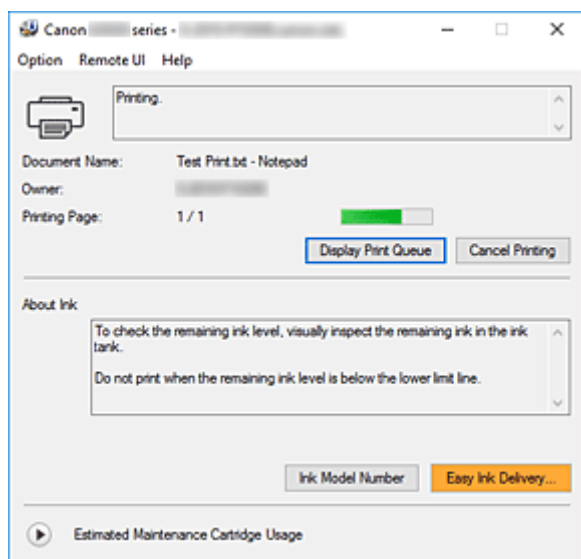 Canon series -
Option Remote UI Help
Printing.
Document Name: Test Print.txt - Notepad
Owner:
Printing Page: 1 / 1
Display Print Queue Cancel Printing
About Ink
To check the remaining ink level, visually inspect the remaining ink in the ink
tank.
Do not print when the remaining ink level is below the lower limit line.
Ink Model Number Easy Ink Delivery...
Estimated Maintenance Cartridge Usage